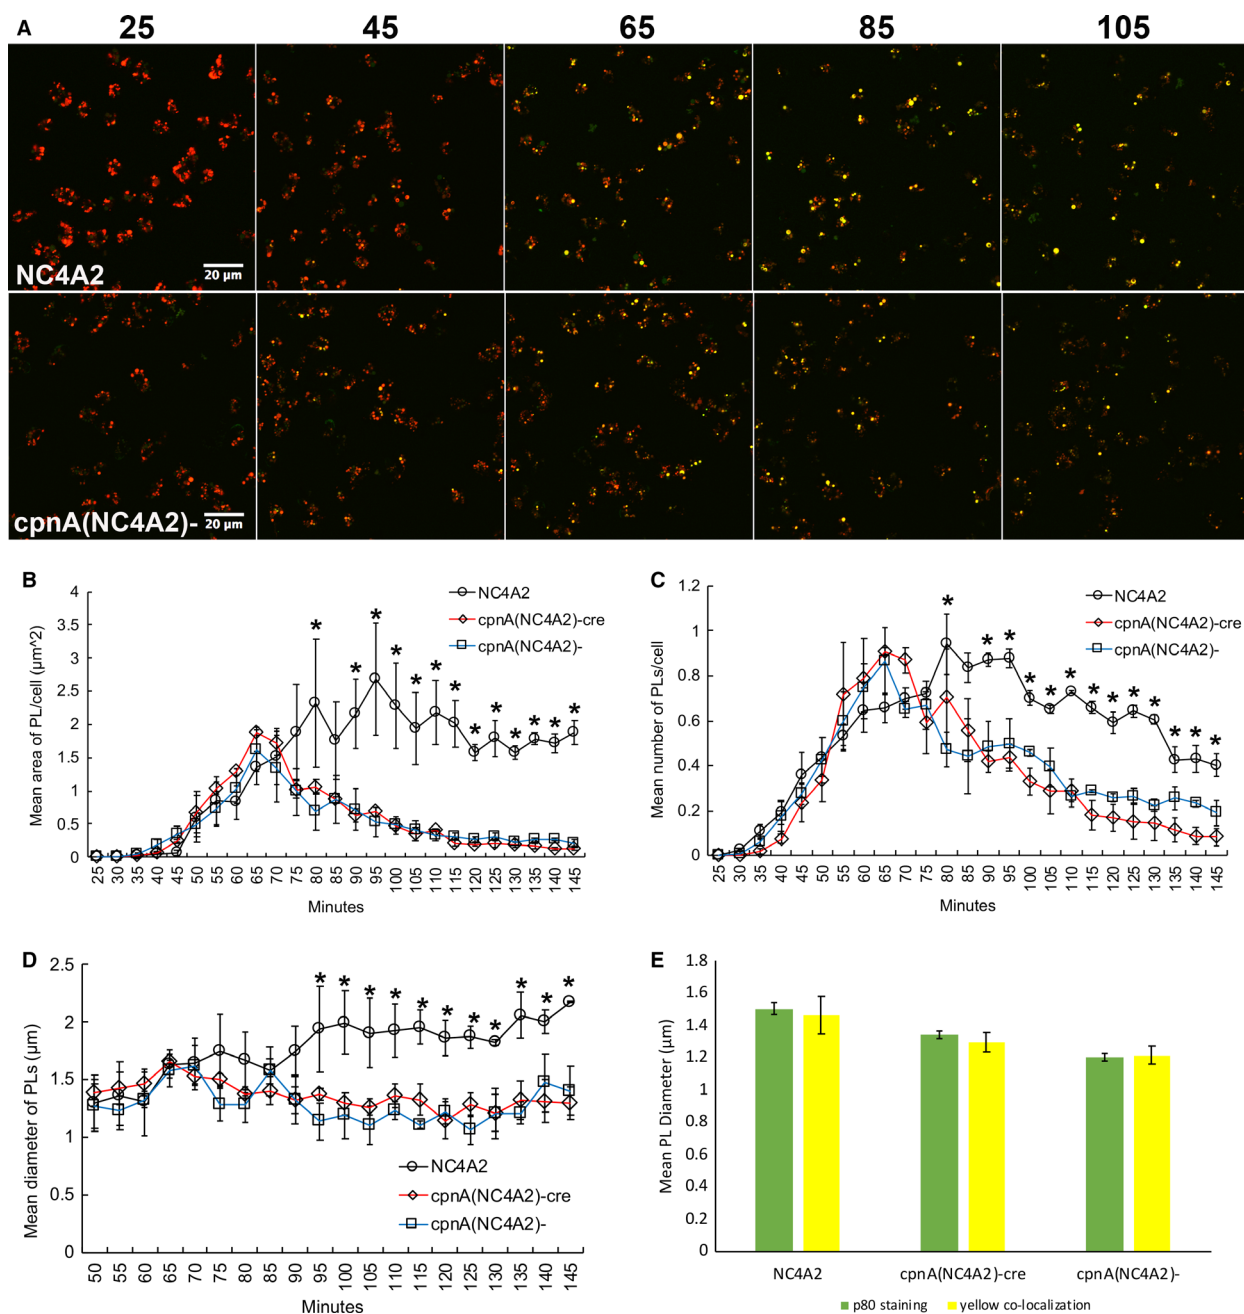 A 25 45 65 85 105
NC4A2
20 µm
cpnA(NC4A2)-
20 µm
B
4
3.5
3
2.5
2
1.5
1
0.5
0
Mean area of PL/cell (µm^2)
NC4A2
cpnA(NC4A2)-cre
cpnA(NC4A2)-
* * * * * * * * * * * *
25 30 35 40 45 50 55 60 65 70 75 80 85 90 95 100 105 110 115 120 125 130 135 140 145
Minutes
C
1.2
1
0.8
0.6
0.4
0.2
0
Mean number of PLs/cell
NC4A2
cpnA(NC4A2)-cre
cpnA(NC4A2)-
* * * * * * * * * * * * *
25 30 35 40 45 50 55 60 65 70 75 80 85 90 95 100 105 110 115 120 125 130 135 140 145
Minutes
D
2.5
2
1.5
1
0.5
0
Mean diameter of PLs (µm)
* * * * * * * * * * *
NC4A2
cpnA(NC4A2)-cre
cpnA(NC4A2)-
50 55 60 65 70 75 80 85 90 95 100 105 110 115 120 125 130 135 140 145
Minutes
E
1.8
1.6
1.4
1.2
1
0.8
0.6
0.4
0.2
0
Mean PL Diameter (µm)
NC4A2 cpnA(NC4A2)-cre cpnA(NC4A2)-
p80 staining yellow co-localization